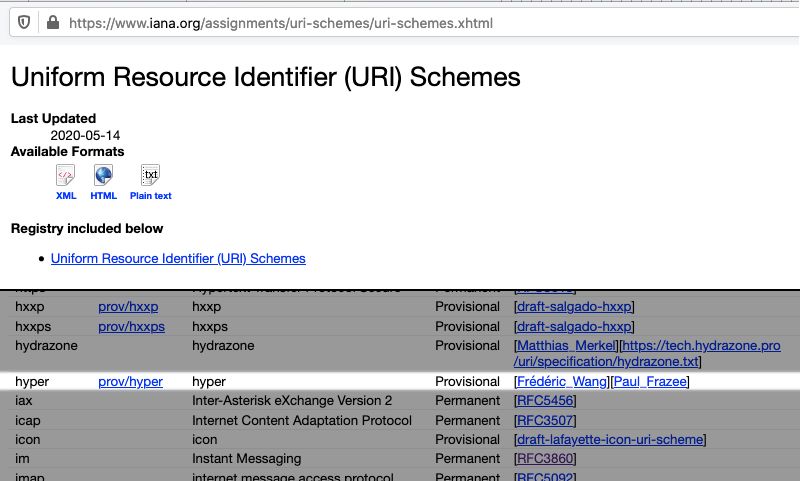 https://www.iana.org/assignments/uri-schemes/uri-schemes.xhtml
Uniform Resource Identifier (URI) Schemes
Last Updated
2020-05-14
Available Formats
txt
XML HTML Plain text
Registry included below
• Uniform Resource Identifier (URI) Schemes
hxxp prov/hxxp hxxp Provisional [draft-salgado-hxxp]
hxxps prov/hxxps hxxps Provisional [draft-salgado-hxxp]
hydrazone hydrazone Provisional [Matthias_Merkel][https://tech.hydrazone.pro
/uri/specification/hydrazone.txt]
hyper prov/hyper hyper Provisional [Frédéric_Wang][Paul_Frazee]
iax Inter-Asterisk eXchange Version 2 Permanent [RFC5456]
icap Internet Content Adaptation Protocol Permanent [RFC3507]
icon icon Provisional [draft-lafayette-icon-uri-scheme]
im Instant Messaging Permanent [RFC3860]
imap internet message access protocol Permanent [RFC5092]